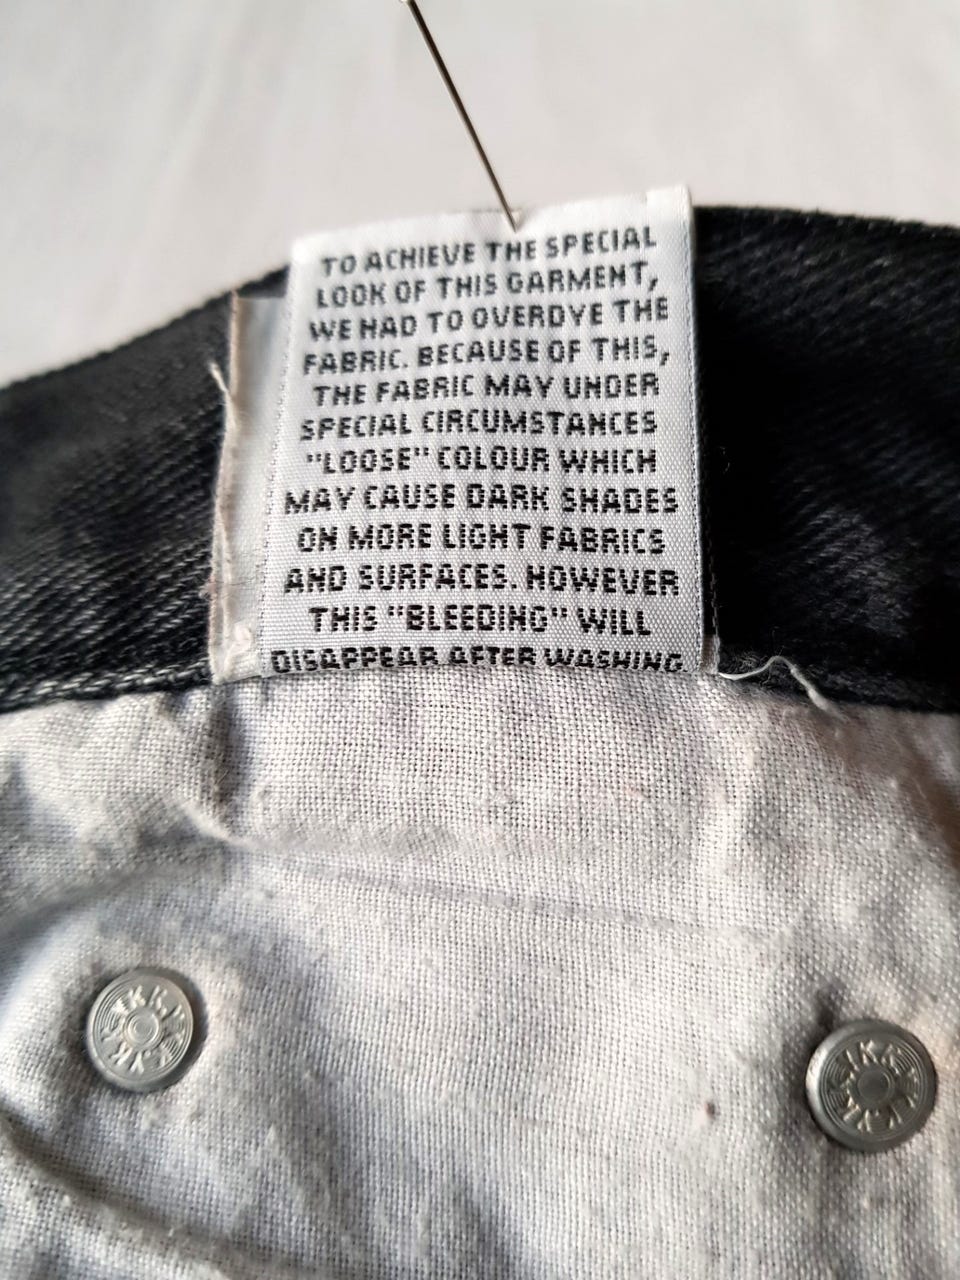 TO ACHIEVE THE SPECIAL
LOOK OF THIS GARMENT,
WE HAD TO OVERDYE THE
FABRIC. BECAUSE OF THIS,
THE FABRIC MAY UNDER
SPECIAL CIRCUMSTANCES
"LOOSE" COLOUR WHICH
MAY CAUSE DARK SHADES
ON MORE LIGHT FABRICS
AND SURFACES. HOWEVER
THIS "BLEEDING" WILL
DISAPPEAR AFTER WASHING.